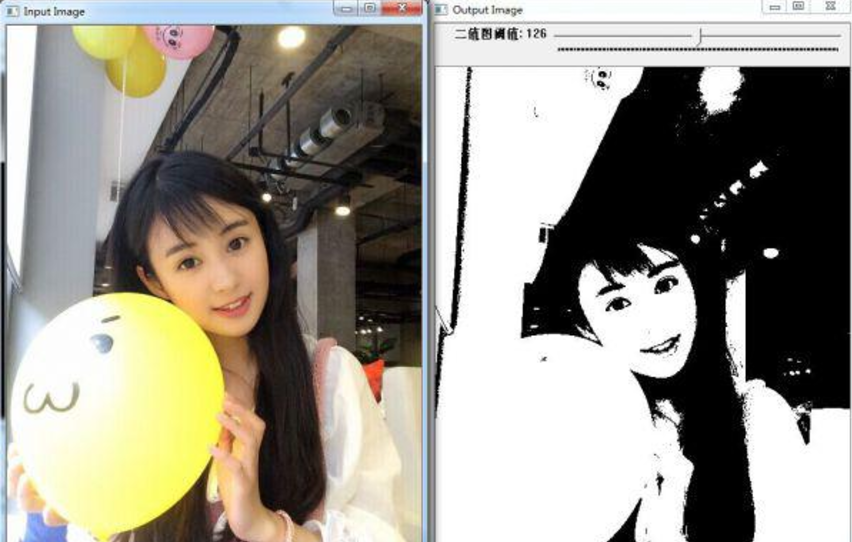 Input Image
Output Image
二值图阈值: 126